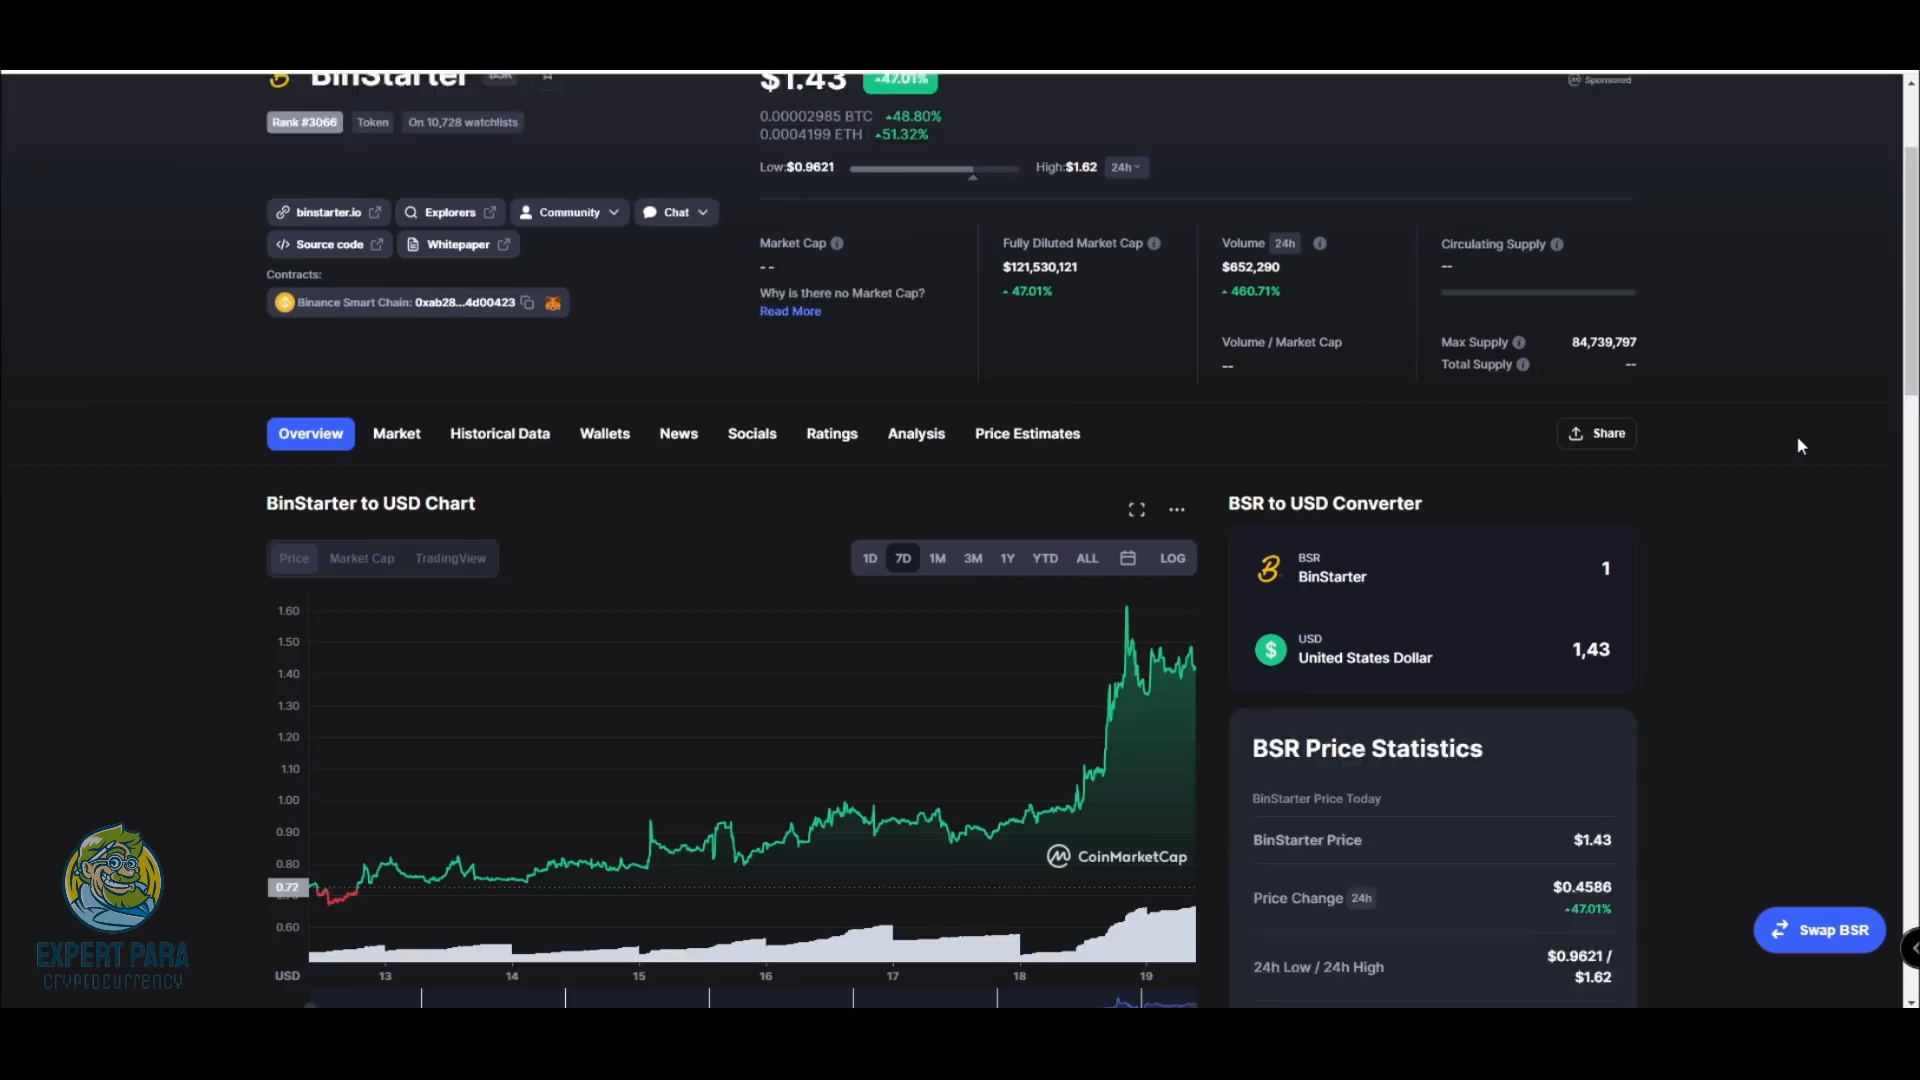 BinStarter BSR
$1.43 47.01%
Sponsored
Rank #3066 Token On 10,728 watchlists
0.00002985 BTC 48.80%
0.0004199 ETH 51.32%
Low:$0.9621 High:$1.62 24h
binstarter.io Explorers Community Chat
Source code Whitepaper
Contracts:
Binance Smart Chain: 0xab28...4d00423
Market Cap
- -
Why is there no Market Cap?
Read More
Fully Diluted Market Cap
$121,530,121
47.01%
Volume 24h
$652,290
460.71%
Volume / Market Cap
--
Circulating Supply
--
Max Supply 84,739,797
Total Supply --
Overview Market Historical Data Wallets News Socials Ratings Analysis Price Estimates Share
BinStarter to USD Chart
Price Market Cap TradingView
1D 7D 1M 3M 1Y YTD ALL LOG
1.60
1.50
1.40
1.30
1.20
1.10
1.00
0.90
0.80
0.72
0.60
CoinMarketCap
USD 13 14 15 16 17 18 19
BSR to USD Converter
BSR
BinStarter 1
USD
United States Dollar 1,43
BSR Price Statistics
BinStarter Price Today
BinStarter Price $1.43
Price Change 24h $0.4586
47.01%
24h Low / 24h High $0.9621 /
$1.62
Swap BSR
EXPERT PARA
CRYPTOCURRENCY